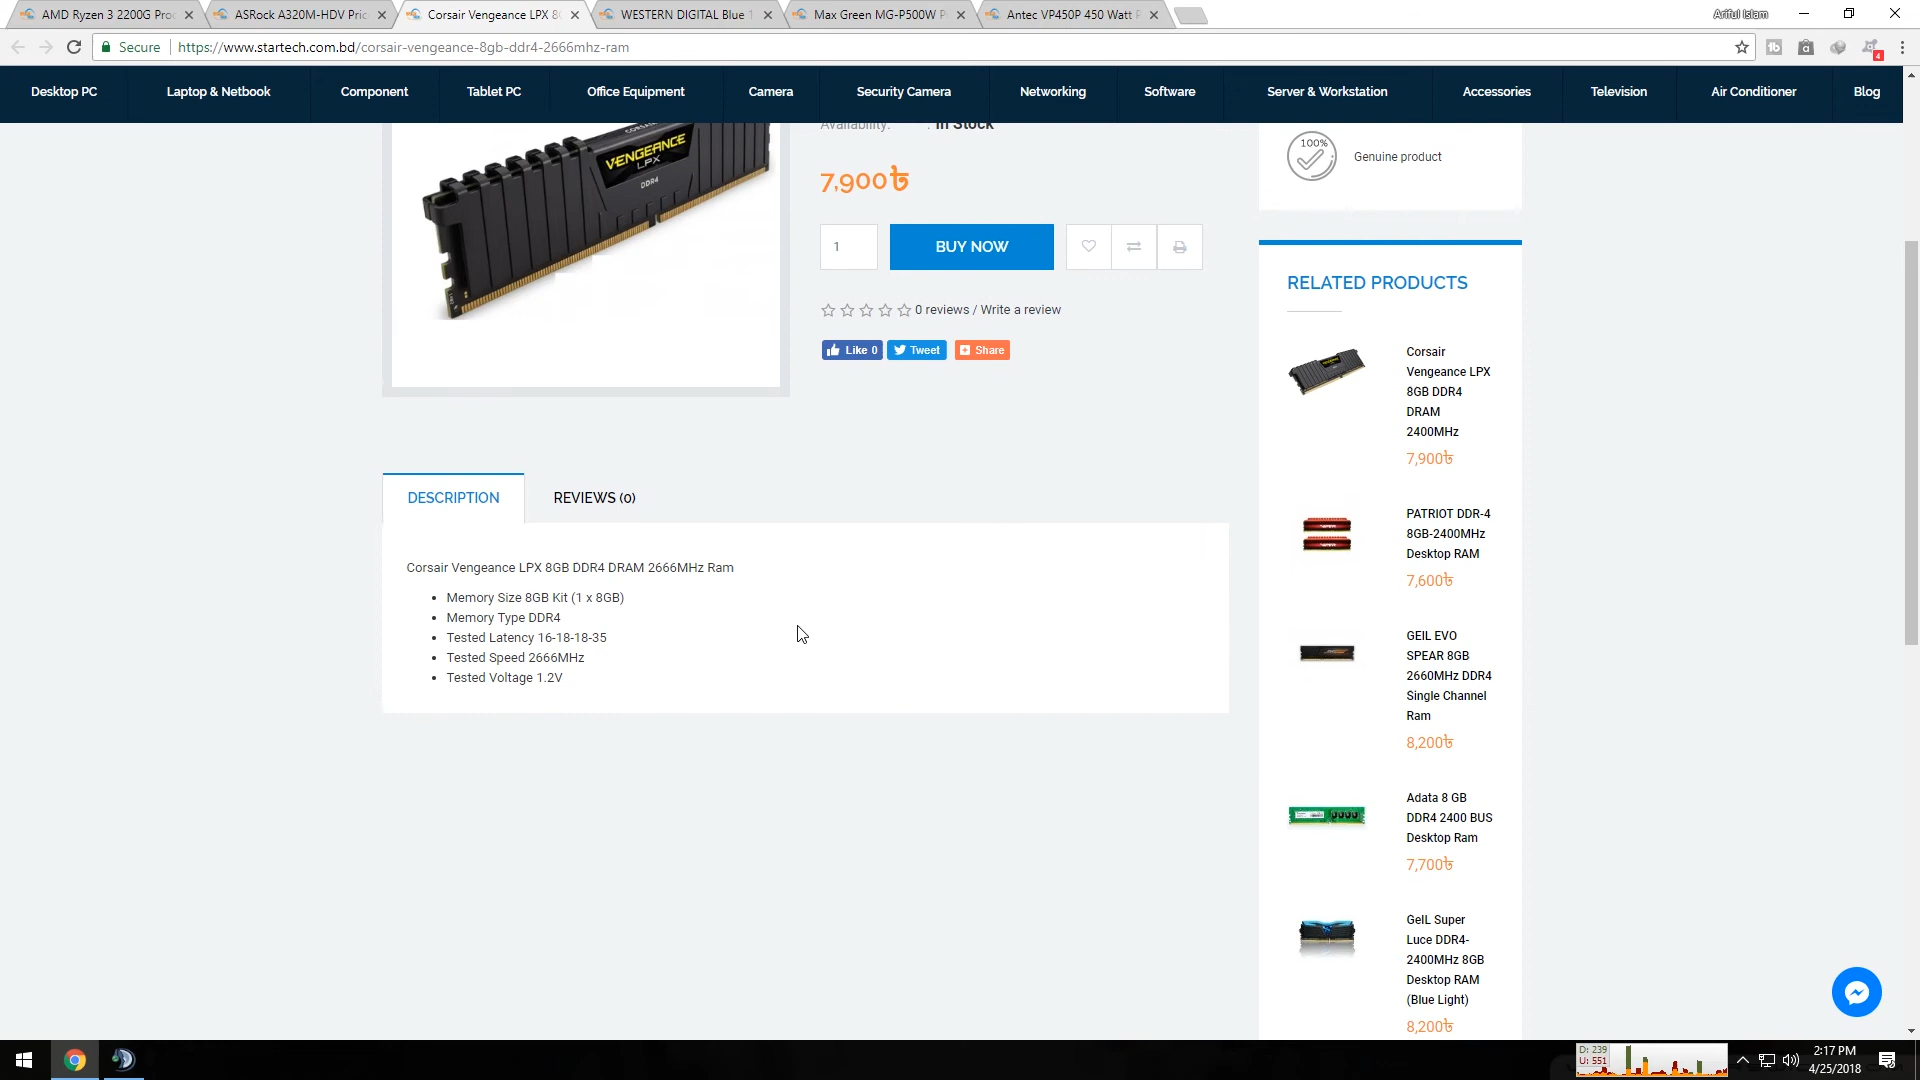 AMD Ryzen 3 2200G Proc
ASRock A320M-HDV Pric
Corsair Vengeance LPX 8G
WESTERN DIGITAL Blue 1
Max Green MG-P500W P
Antec VP450P 450 Watt P
Ariful Islam
Secure
https://www.startech.com.bd/corsair-vengeance-8gb-ddr4-2666mhz-ram
4
Desktop PC
Laptop & Netbook
Component
Tablet PC
Office Equipment
Camera
Security Camera
Networking
Software
Server & Workstation
Accessories
Television
Air Conditioner
Blog
CORSAIR
VENGEANCE
LPX
DDR4
Availability: : In Stock
7,900৳
1
BUY NOW
0 reviews / Write a review
Like 0
Tweet
Share
DESCRIPTION
REVIEWS (0)
Corsair Vengeance LPX 8GB DDR4 DRAM 2666MHz Ram
Memory Size 8GB Kit (1 x 8GB)
Memory Type DDR4
Tested Latency 16-18-18-35
Tested Speed 2666MHz
Tested Voltage 1.2V
100%
Genuine product
RELATED PRODUCTS
Corsair
Vengeance LPX
8GB DDR4
DRAM
2400MHz
7,900৳
PATRIOT DDR-4
8GB-2400MHz
Desktop RAM
7,600৳
GEIL EVO
SPEAR 8GB
2660MHz DDR4
Single Channel
Ram
8,200৳
Adata 8 GB
DDR4 2400 BUS
Desktop Ram
7,700৳
GeIL Super
Luce DDR4-
2400MHz 8GB
Desktop RAM
(Blue Light)
8,200৳
D: 239
U: 551
2:17 PM
4/25/2018